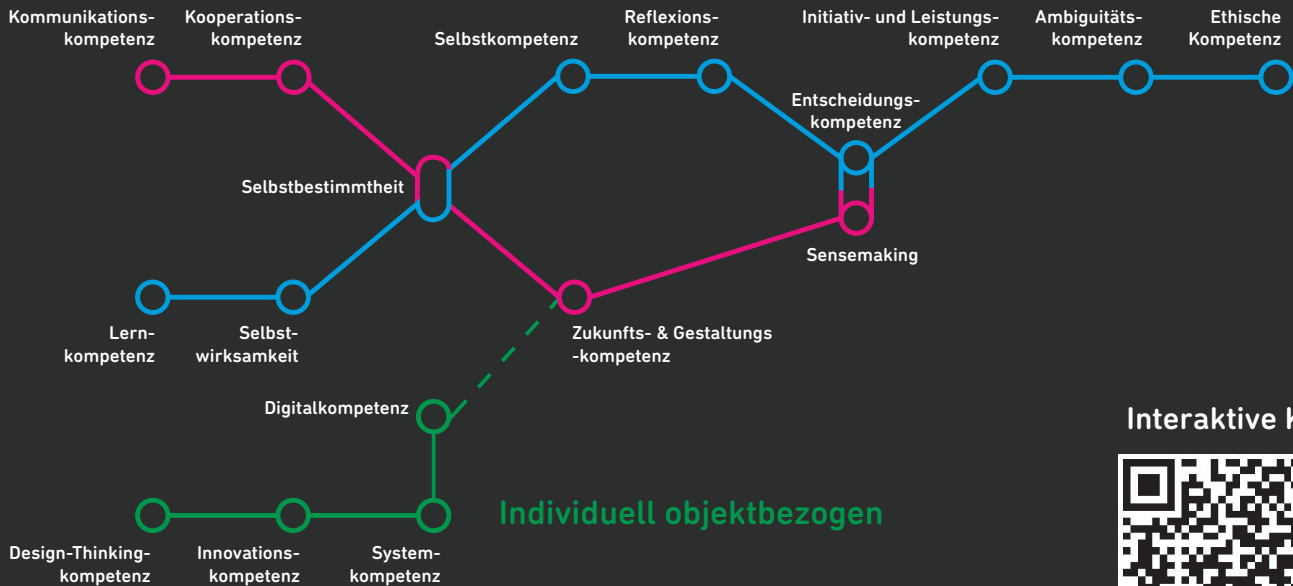 Kommunikations-
kompetenz
Kooperations-
kompetenz
Selbstkompetenz
Reflexions-
kompetenz
Initiativ- und Leistungs-
kompetenz
Ambiguitäts-
kompetenz
Ethische
Kompetenz
Entscheidungs-
kompetenz
Selbstbestimmtheit
Sensemaking
Lern-
kompetenz
Selbst-
wirksamkeit
Zukunfts- & Gestaltungs
-kompetenz
Digitalkompetenz
Interaktive
Individuell objektbezogen
Design-Thinking-
kompetenz
Innovations-
kompetenz
System-
kompetenz